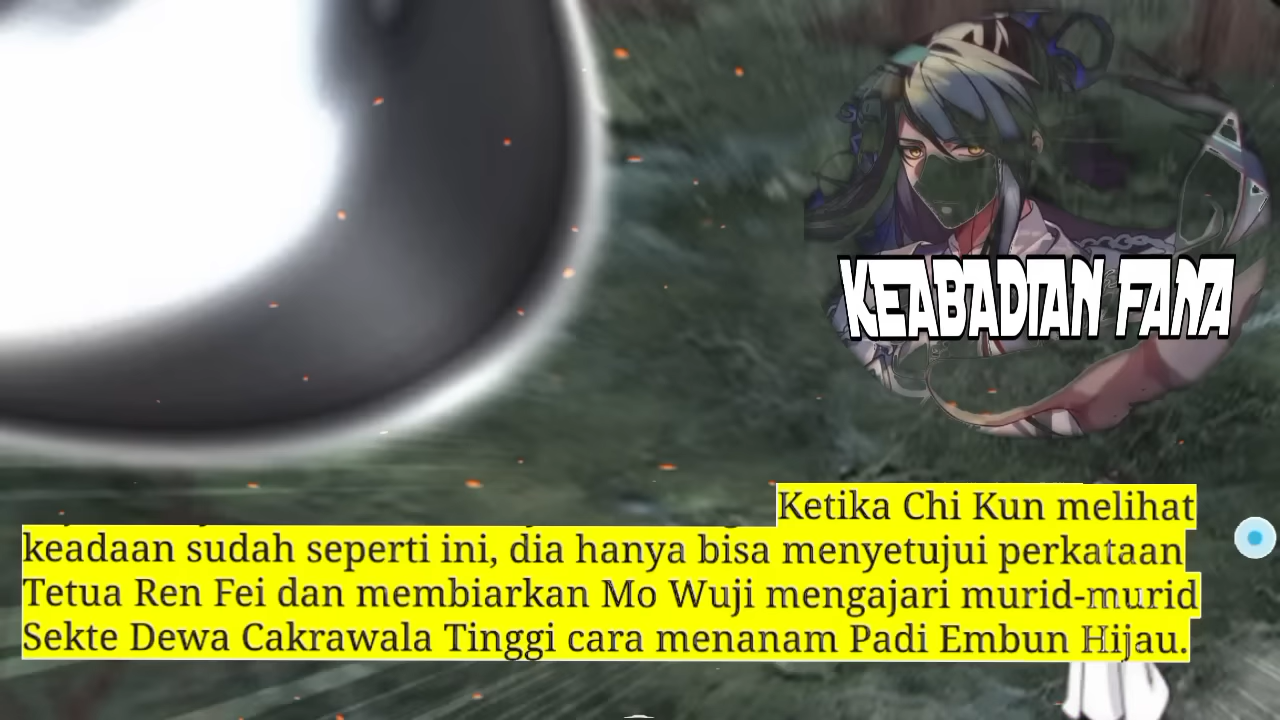 KEABADIAN FANA
Ketika Chi Kun melihat
keadaan sudah seperti ini, dia hanya bisa menyetujui perkataan
Tetua Ren Fei dan membiarkan Mo Wuji mengajari murid-murid
Sekte Dewa Cakrawala Tinggi cara menanam Padi Embun Hijau.